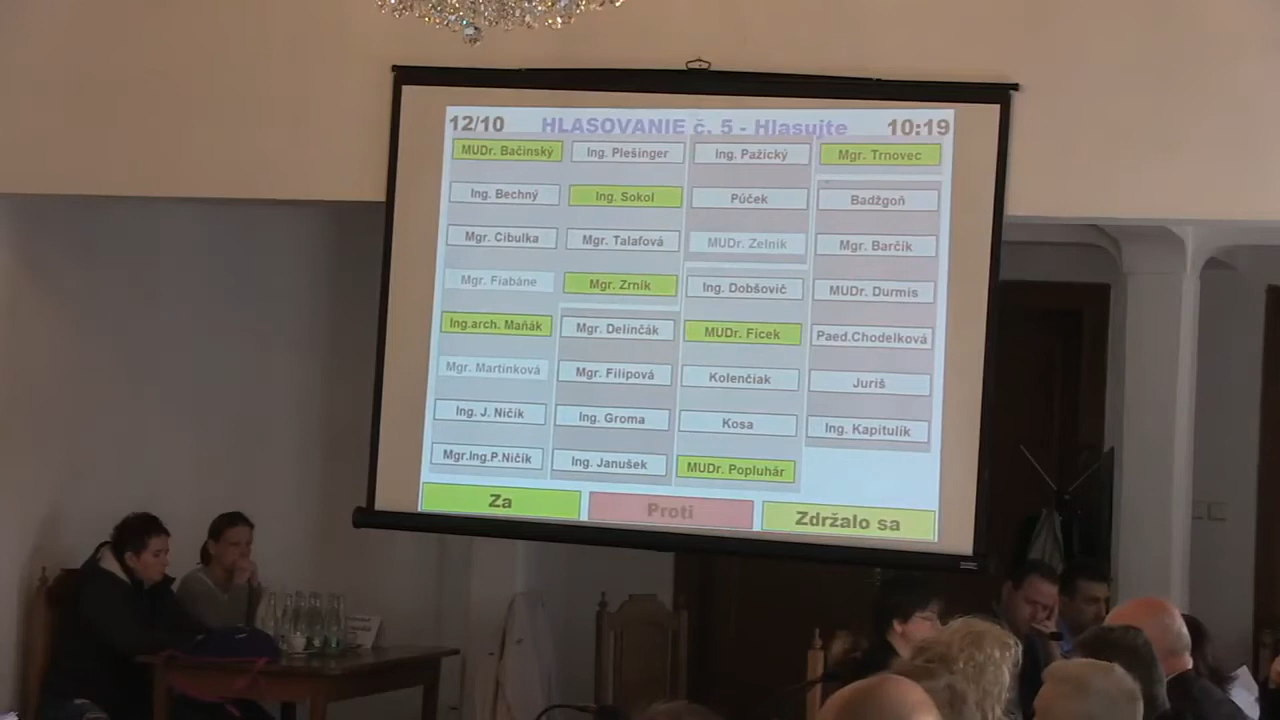 12/10 HLASOVANIE č. 5 - Hlasujte 10:19
MUDr. Bačinský Ing. Plešinger Ing. Pažický Mgr. Trnovec
Ing. Bechný Ing. Sokol Púček Badžgoň
Mgr. Cibulka Mgr. Talafová MUDr. Zelník Mgr. Barčík
Mgr. Fiabáne Mgr. Zrník Ing. Dobšovič MUDr. Durmis
Ing.arch. Maňák Mgr. Delinčák MUDr. Ficek Paed.Chodelková
Mgr. Martinková Mgr. Filipová Kolenčiak Juriš
Ing. J. Ničík Ing. Groma Kosa Ing. Kapitulík
Mgr.Ing.P.Ničík Ing. Janušek MUDr. Popluhár
Za Proti Zdržalo sa